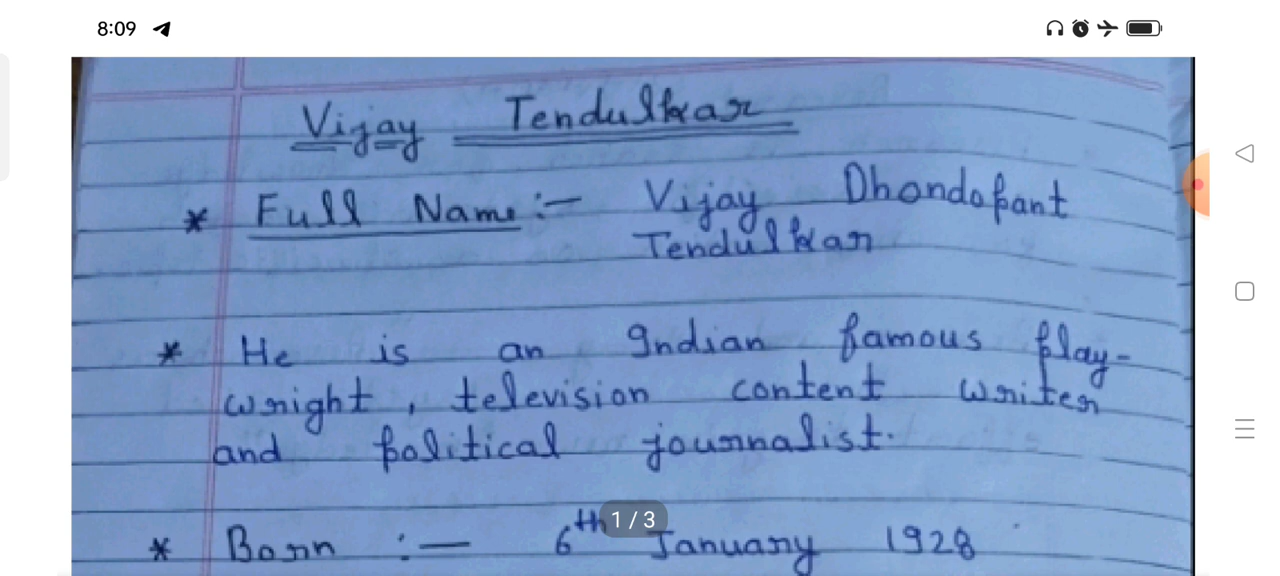 8:09
Vijay Tendulkar
* Full Name :- Vijay Dhondopant
Tendulkar
* He is an Indian famous play-
wright, television content writer
and political journalist.
1/3
* Born :- 6th January 1928